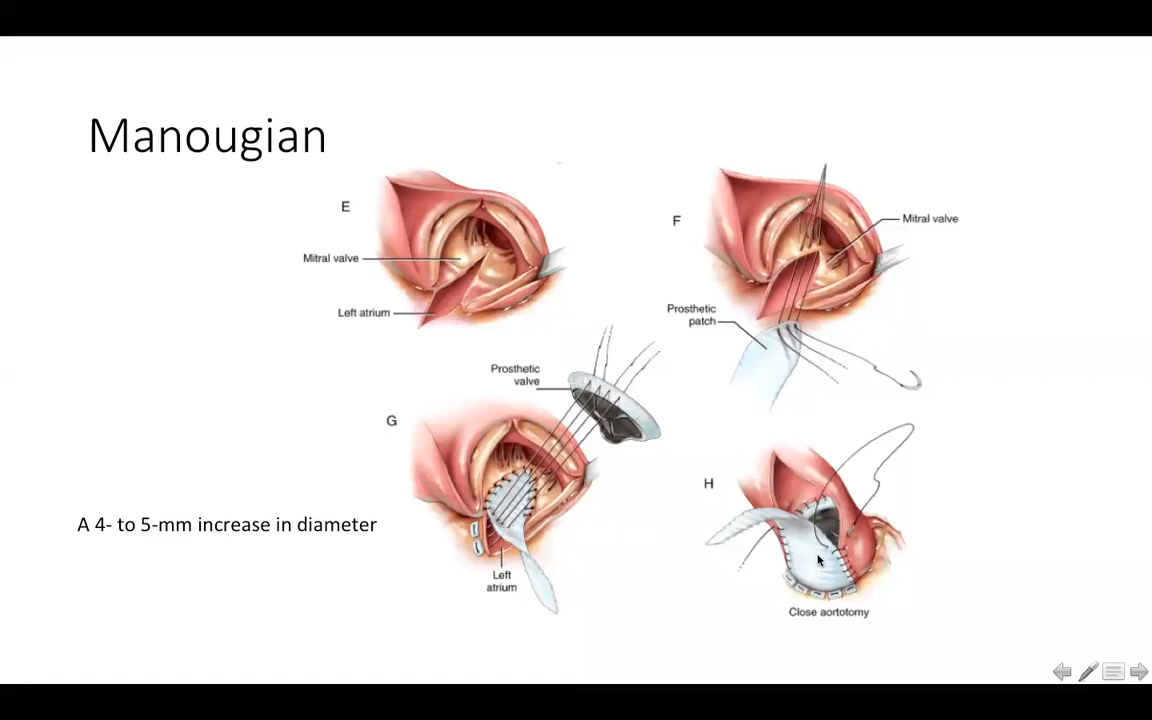 Manougian
E
Mitral valve
Left atrium
F
Mitral valve
Prosthetic
patch
G
Prosthetic
valve
Left
atrium
H
Close aortotomy
A 4- to 5-mm increase in diameter